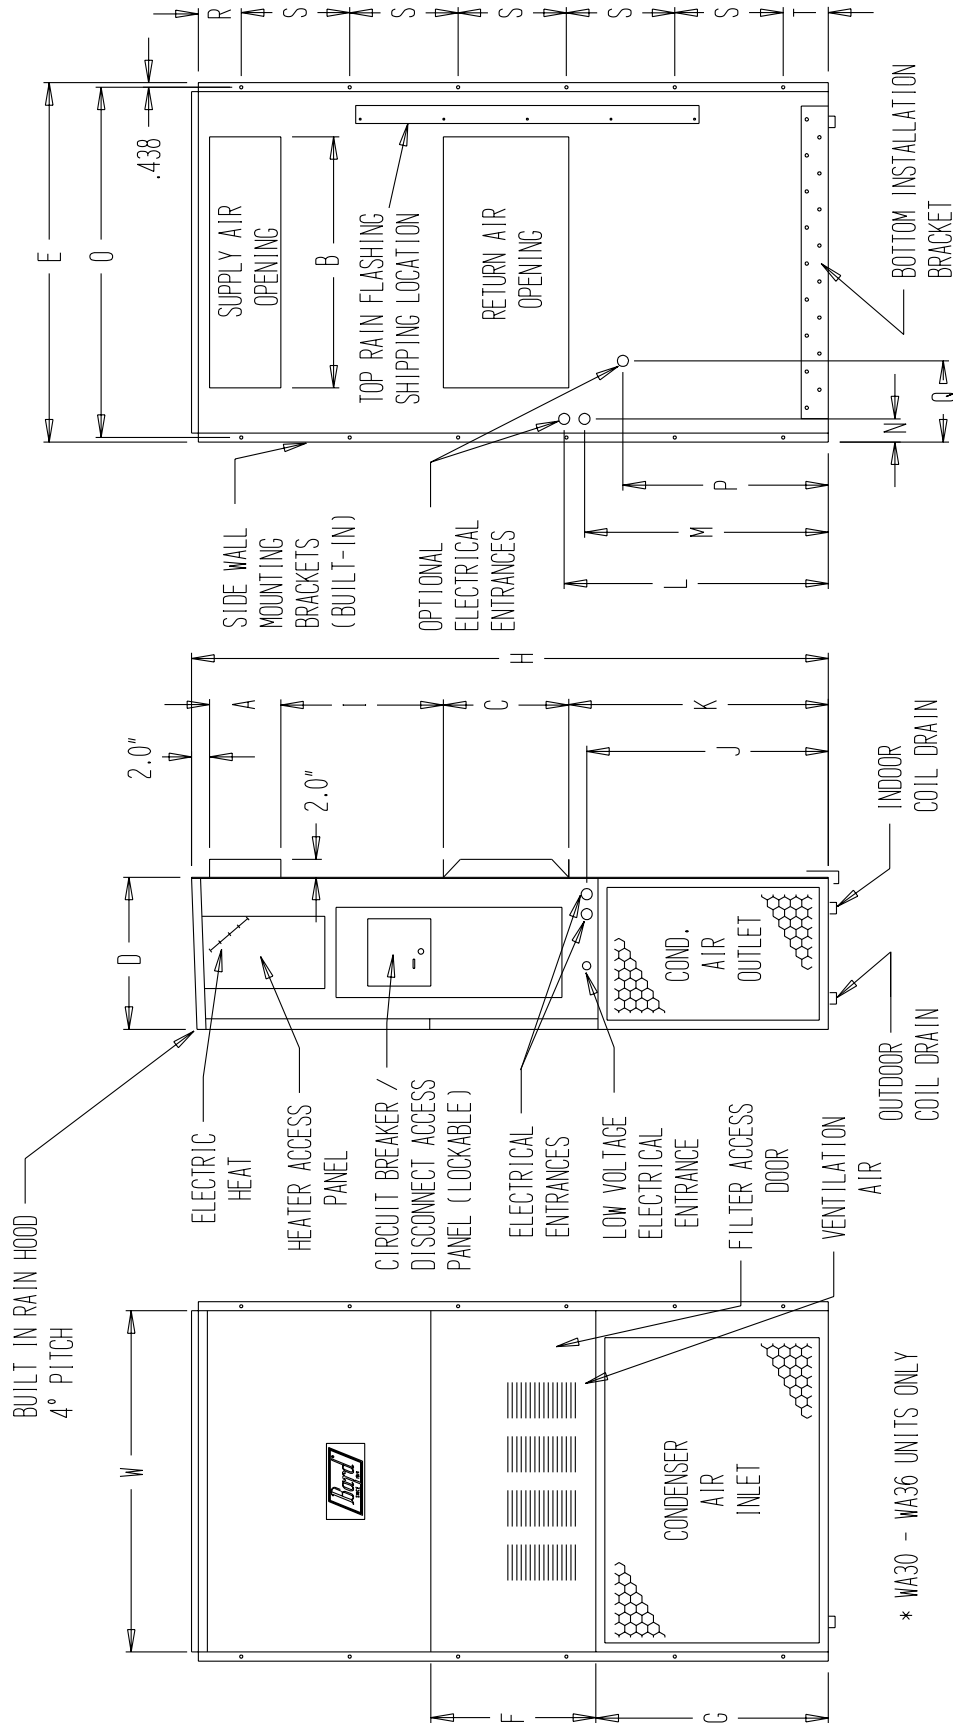 BUILT IN RAIN HOOD
4° PITCH
W
F
G
Bard
CONDENSER
AIR
INLET
* WA30 - WA36 UNITS ONLY
ELECTRIC
HEAT
HEATER ACCESS
PANEL
CIRCUIT BREAKER /
DISCONNECT ACCESS
PANEL (LOCKABLE)
ELECTRICAL
ENTRANCES
LOW VOLTAGE
ELECTRICAL
ENTRANCE
FILTER ACCESS
DOOR
VENTILATION
AIR
D
2.0"
2.0"
A
I
C
K
J
H
COND.
AIR
OUTLET
OUTDOOR
COIL DRAIN
INDOOR
COIL DRAIN
SIDE WALL
MOUNTING
BRACKETS
(BUILT-IN)
OPTIONAL
ELECTRICAL
ENTRANCES
L
M
P
N
Q
E
O
.438
SUPPLY AIR
OPENING
B
TOP RAIN FLASHING
SHIPPING LOCATION
RETURN AIR
OPENING
R
S
S
S
S
S
T
BOTTOM INSTALLATION
BRACKET